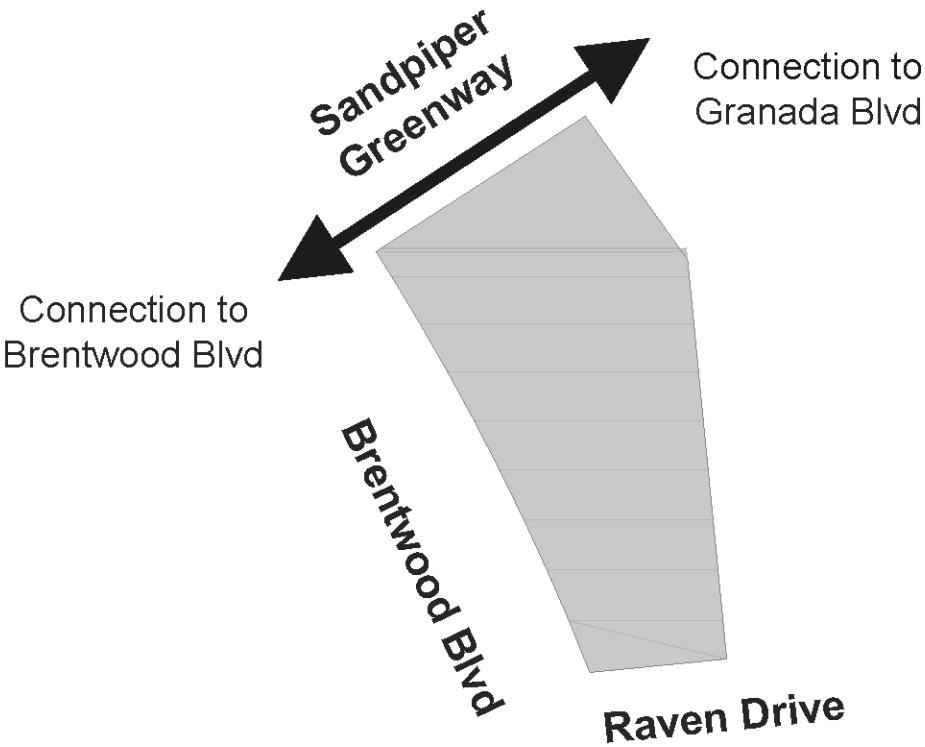 Sandpiper
Greenway
Connection to
Granada Blvd
Connection to
Brentwood Blvd
Brentwood Blvd
Raven Drive